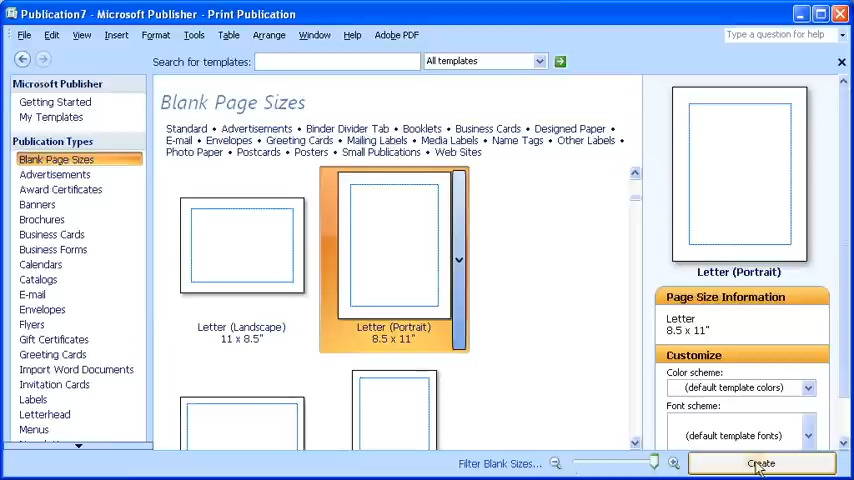 Publication7 - Microsoft Publisher - Print Publication
File Edit View Insert Format Tools Table Arrange Window Help Adobe PDF
Type a question for help
Search for templates:
All templates
Microsoft Publisher
Getting Started
My Templates
Publication Types
Blank Page Sizes
Advertisements
Award Certificates
Banners
Brochures
Business Cards
Business Forms
Calendars
Catalogs
E-mail
Envelopes
Flyers
Gift Certificates
Greeting Cards
Import Word Documents
Invitation Cards
Labels
Letterhead
Menus
Blank Page Sizes
Standard • Advertisements • Binder Divider Tab • Booklets • Business Cards • Designed Paper •
E-mail • Envelopes • Greeting Cards • Mailing Labels • Media Labels • Name Tags • Other Labels •
Photo Paper • Postcards • Posters • Small Publications • Web Sites
Letter (Landscape)
11 x 8.5"
Letter (Portrait)
8.5 x 11"
Letter (Portrait)
Page Size Information
Letter
8.5 x 11"
Customize
Color scheme:
(default template colors)
Font scheme:
(default template fonts)
Filter Blank Sizes...
Create